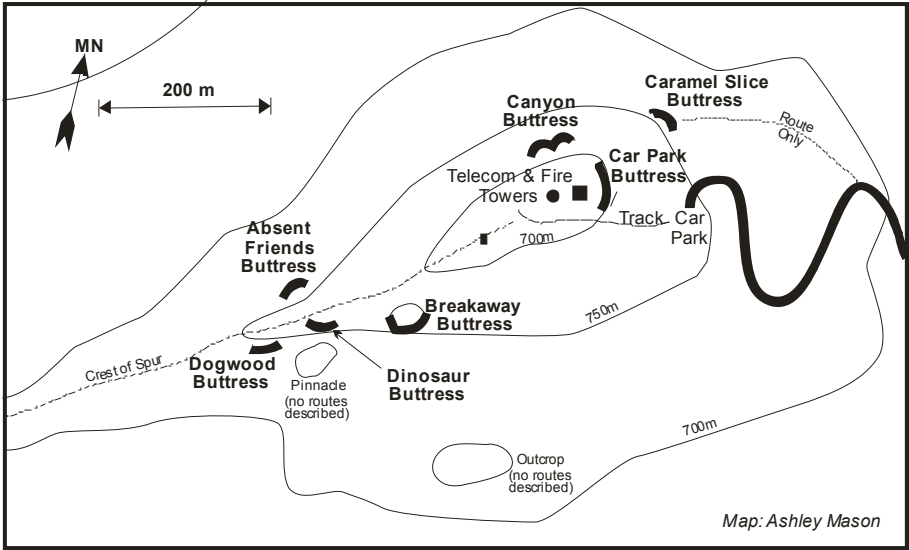 MN
200 m
Caramel Slice
Buttress
Canyon
Buttress
Route
Only
Car Park
Buttress
Telecom & Fire
Towers
Track
Car
Park
700m
Absent
Friends
Buttress
Breakaway
Buttress
750m
Crest of Spur
Dogwood
Buttress
Pinnacle
(no routes
described)
Dinosaur
Buttress
700m
Outcrop
(no routes
described)
Map: Ashley Mason